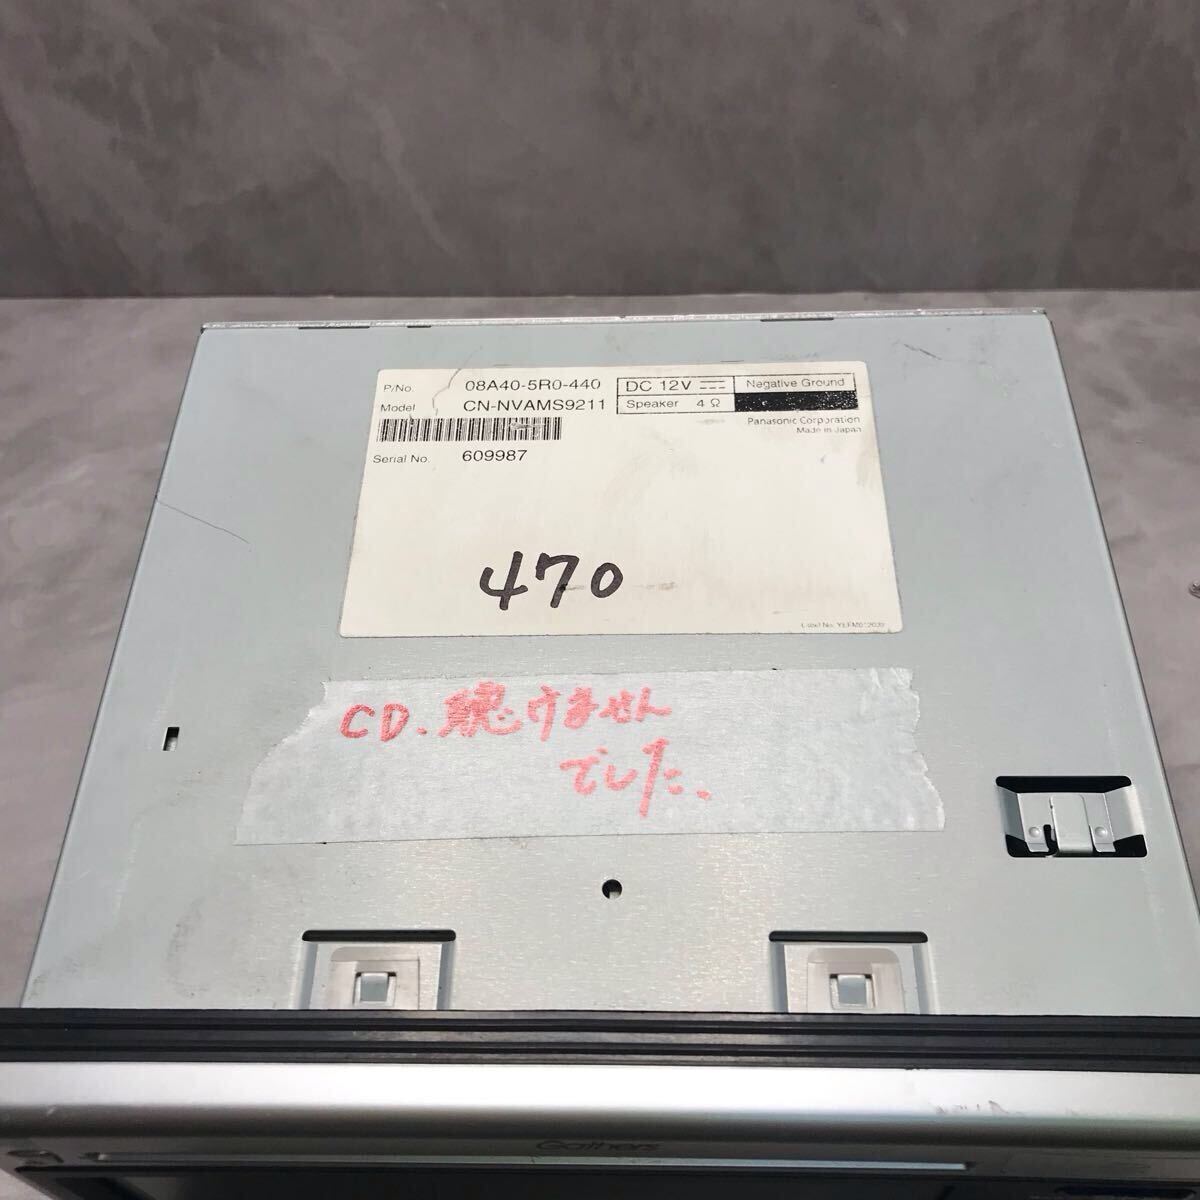 P/No. 08A40-5R0-440
Model CN-NVAMS9211
DC 12V
Negative Ground
Speaker 4 Ω
Panasonic Corporation
Made in Japan
Serial No. 609987
470
CD.聴けません
でした.
Gathers